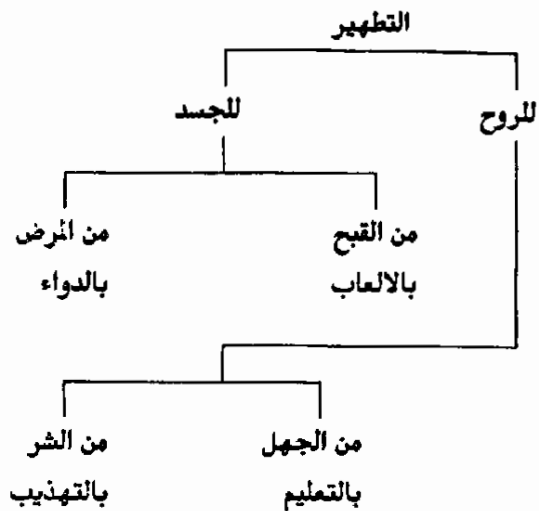 التطهير
للروح
للجسد
من القبح
بالالعاب
من المرض
بالدواء
من الجهل
بالتعليم
من الشر
بالتهذيب